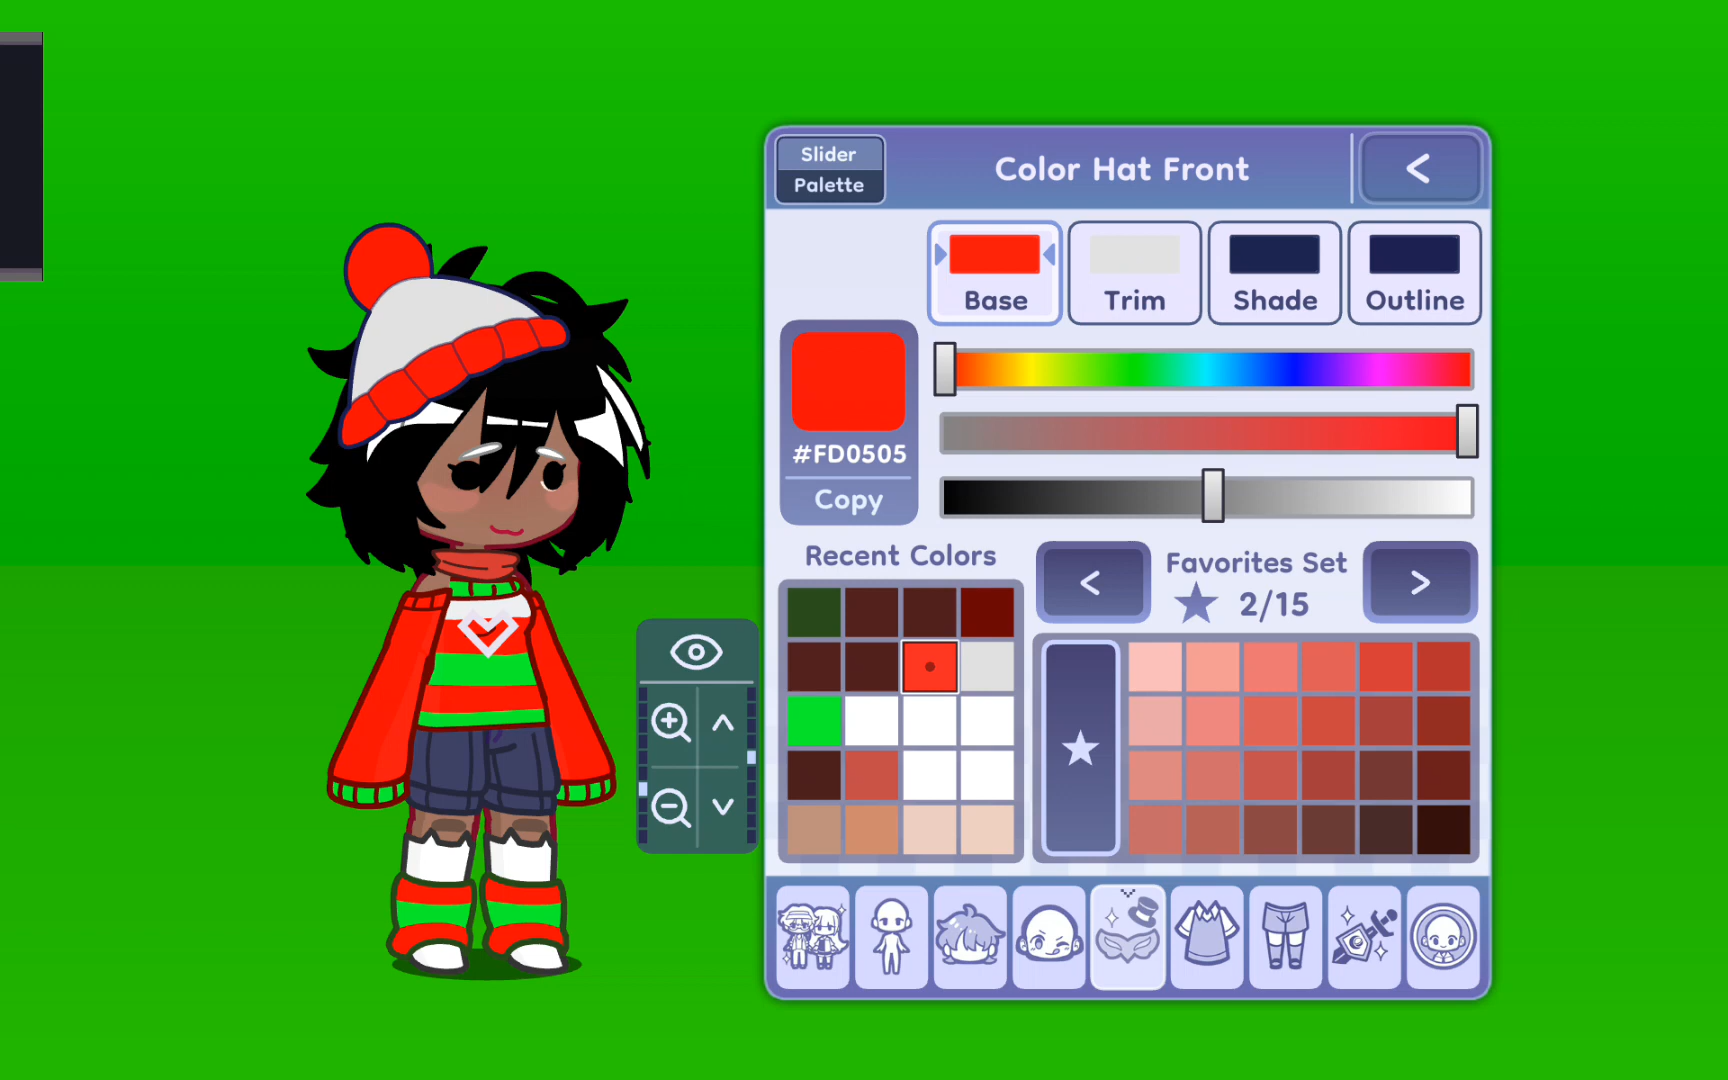 Slider
Palette
Color Hat Front
Base
Trim
Shade
Outline
#FD0505
Copy
Recent Colors
Favorites Set
2/15